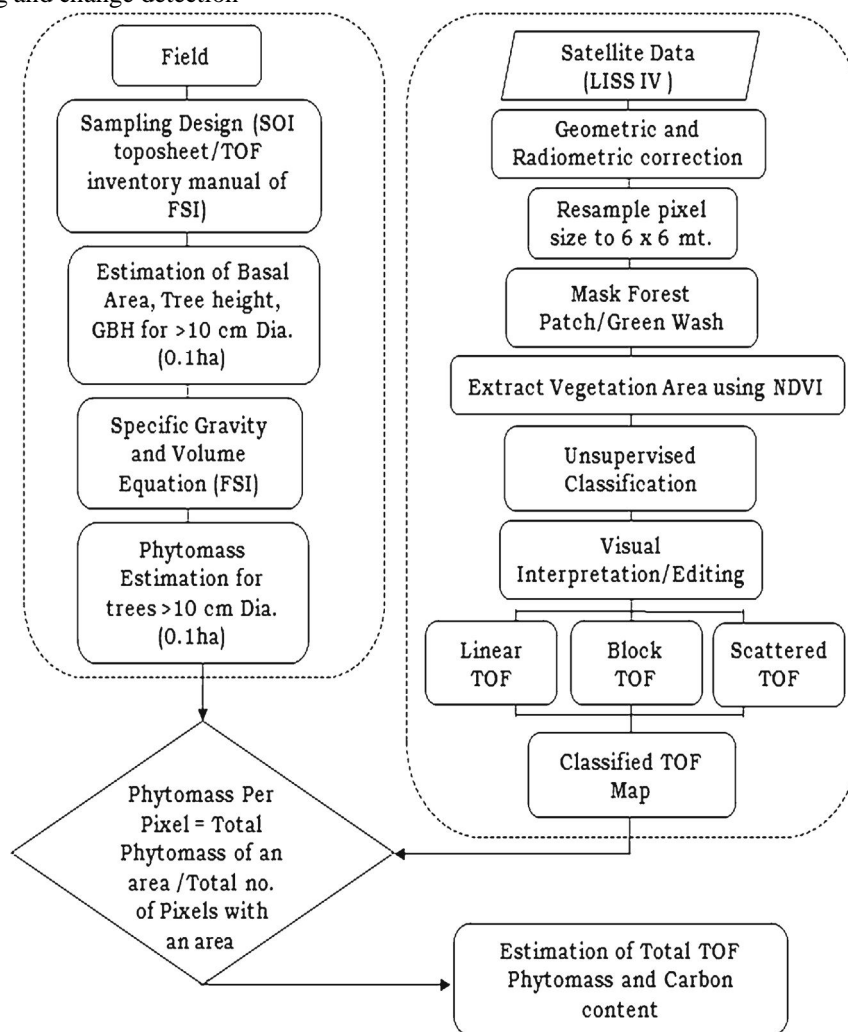 g and change detection
Field
Sampling Design (SOI
toposheet/TOF
inventory manual of
FSI)
Estimation of Basal
Area, Tree height,
GBH for >10 cm Dia.
(0.1ha)
Specific Gravity
and Volume
Equation (FSI)
Phytomass
Estimation for
trees >10 cm Dia.
(0.1ha)
Satellite Data
(LISS IV )
Geometric and
Radiometric correction
Resample pixel
size to 6 x 6 mt.
Mask Forest
Patch/Green Wash
Extract Vegetation Area using NDVI
Unsupervised
Classification
Visual
Interpretation/Editing
Linear
TOF
Block
TOF
Scattered
TOF
Classified TOF
Map
Phytomass Per
Pixel = Total
Phytomass of an
area /Total no.
of Pixels with
an area
Estimation of Total TOF
Phytomass and Carbon
content